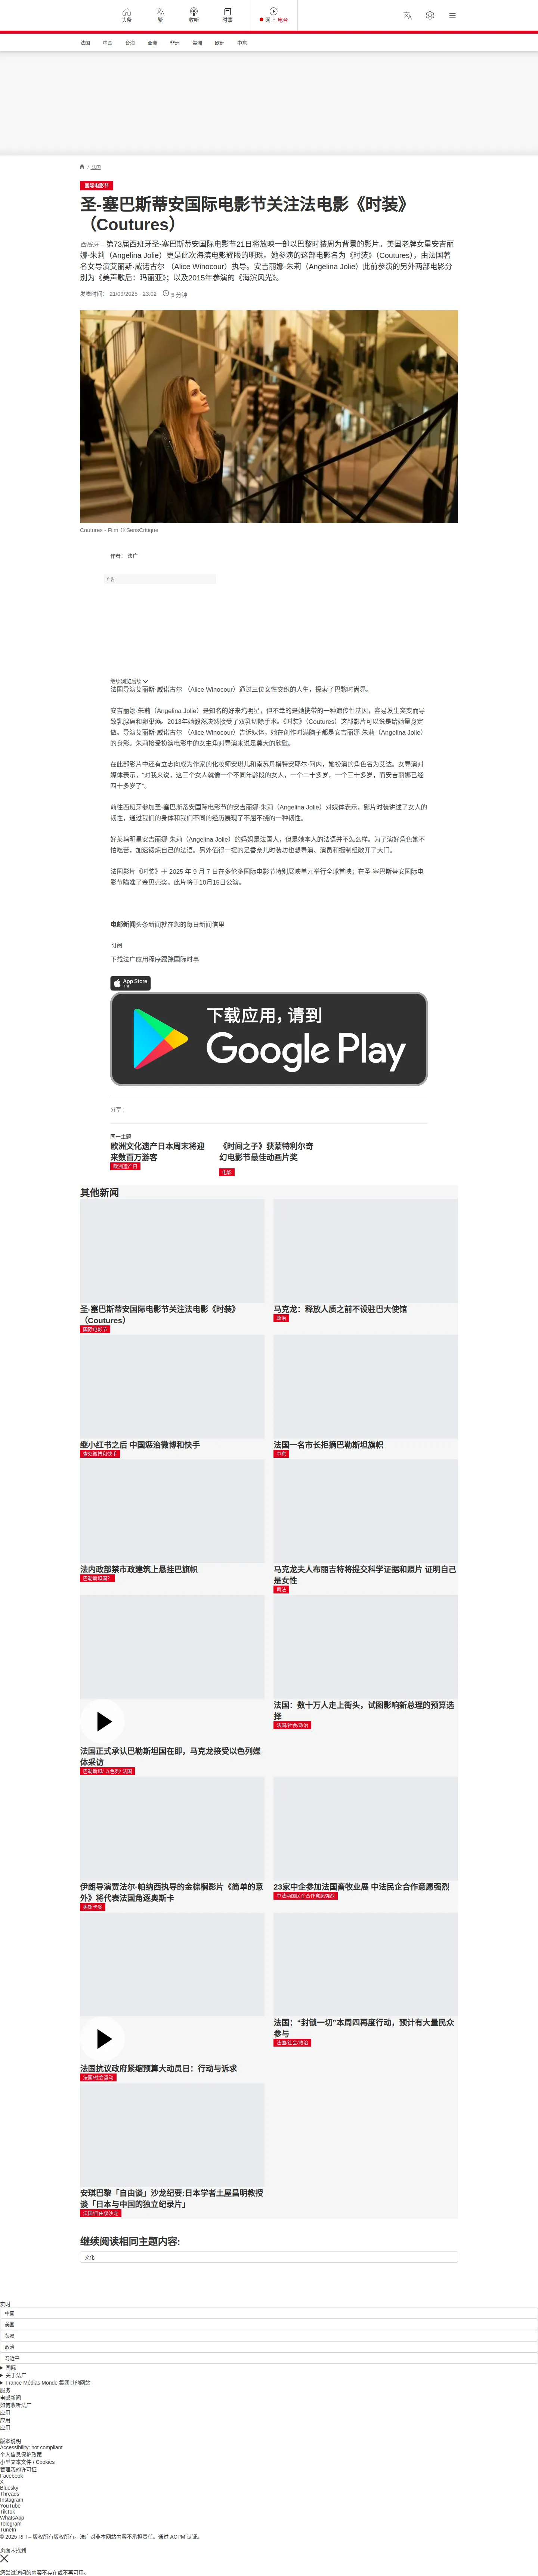 头条
繁
收听
时事
网上 电台
法国
中国
台海
亚洲
非洲
美洲
欧洲
中东
/ 法国
国际电影节
圣-塞巴斯蒂安国际电影节关注法电影《时装》
（Coutures）
西班牙 – 第73届西班牙圣-塞巴斯蒂安国际电影节21日将放映一部以巴黎时装周为背景的影片。美国老牌女星安吉丽
娜-朱莉（Angelina Jolie）更是此次海滨电影耀眼的明珠。她参演的这部电影名为《时装》（Coutures），由法国著
名女导演艾丽斯·威诺古尔 （Alice Winocour）执导。安吉丽娜-朱莉（Angelina Jolie）此前参演的另外两部电影分
别为《美声歌后：玛丽亚》；以及2015年参演的《海滨风光》。
发表时间： 21/09/2025 - 23:02
5 分钟
Coutures - Film © SensCritique
作者： 法广
广告
继续浏览后续
法国导演艾丽斯·威诺古尔 （Alice Winocour）通过三位女性交织的人生，探索了巴黎时尚界。
安吉丽娜·朱莉（Angelina Jolie）是知名的好来坞明星，但不幸的是她携带的一种遗传性基因，容易发生突变而导
致乳腺癌和卵巢癌。2013年她毅然决然接受了双乳切除手术。《时装》（Coutures）这部影片可以说是给她量身定
做。导演艾丽斯·威诺古尔 （Alice Winocour）告诉媒体，她在创作时满脑子都是安吉丽娜-朱莉（Angelina Jolie）
的身影。朱莉接受扮演电影中的女主角对导演来说是莫大的欣慰。
在此部影片中还有立志向成为作家的化妆师安琪儿和南苏丹模特安耶尔·阿内，她扮演的角色名为艾达。女导演对
媒体表示，“对我来说，这三个女人就像一个不同年龄段的女人，一个二十多岁，一个三十多岁，而安吉丽娜已经
四十多岁了”。
前往西班牙参加圣-塞巴斯蒂安国际电影节的安吉丽娜-朱莉（Angelina Jolie）对媒体表示，影片时装讲述了女人的
韧性，通过我们的身体和我们不同的经历展现了不屈不挠的一种韧性。
好莱坞明星安吉丽娜-朱莉（Angelina Jolie）的妈妈是法国人，但是她本人的法语并不怎么样。为了演好角色她不
怕吃苦，加速锻炼自己的法语。另外值得一提的是香奈儿时装坊也想导演、演员和摄制组敞开了大门。
法国影片《时装》于 2025 年 9 月 7 日在多伦多国际电影节特别展映单元举行全球首映；在圣-塞巴斯蒂安国际电
影节瞄准了金贝壳奖。此片将于10月15日公演。
电邮新闻头条新闻就在您的每日新闻信里
订阅
下载法广应用程序跟踪国际时事
App Store
下载应用，请到
Google Play
分享 :
同一主题
欧洲文化遗产日本周末将迎
来数百万游客
欧洲遗产日
《时间之子》获蒙特利尔奇
幻电影节最佳动画片奖
电影
其他新闻
圣-塞巴斯蒂安国际电影节关注法电影《时装》
（Coutures）
国际电影节
马克龙：释放人质之前不设驻巴大使馆
政治
继小红书之后 中国惩治微博和快手
查处微博和快手
法国一名市长拒摘巴勒斯坦旗帜
中东
法内政部禁市政建筑上悬挂巴旗帜
巴勒斯坦国?
马克龙夫人布丽吉特将提交科学证据和照片 证明自己
是女性
司法
法国正式承认巴勒斯坦国在即，马克龙接受以色列媒
体采访
巴勒斯坦/ 以色列/ 法国
法国：数十万人走上街头，试图影响新总理的预算选
择
法国/社会/政治
伊朗导演贾法尔·帕纳西执导的金棕榈影片《简单的意
外》将代表法国角逐奥斯卡
奥斯卡奖
23家中企参加法国畜牧业展 中法民企合作意愿强烈
中法两国民企合作意愿强烈
法国抗议政府紧缩预算大动员日：行动与诉求
法国/社会运动
法国：“封锁一切”本周四再度行动，预计有大量民众
参与
法国/社会/政治
安琪巴黎「自由谈」沙龙纪要:日本学者土屋昌明教授
谈「日本与中国的独立纪录片」
法国/自由谈沙龙
继续阅读相同主题内容:
文化
实时
中国
美国
贸易
政治
习近平
国际
关于法广
France Médias Monde 集团其他网站
服务
电邮新闻
如何收听法广
应用
应用
应用
版本说明
Accessibility: not compliant
个人信息保护政策
小型文本文件 / Cookies
管理我的许可证
Facebook
X
Bluesky
Threads
Instagram
YouTube
TikTok
WhatsApp
Telegram
TuneIn
© 2025 RFI – 版权所有版权所有。法广对非本网站内容不承担责任。通过 ACPM 认证。
页面未找到
您尝试访问的内容不存在或不再可用。